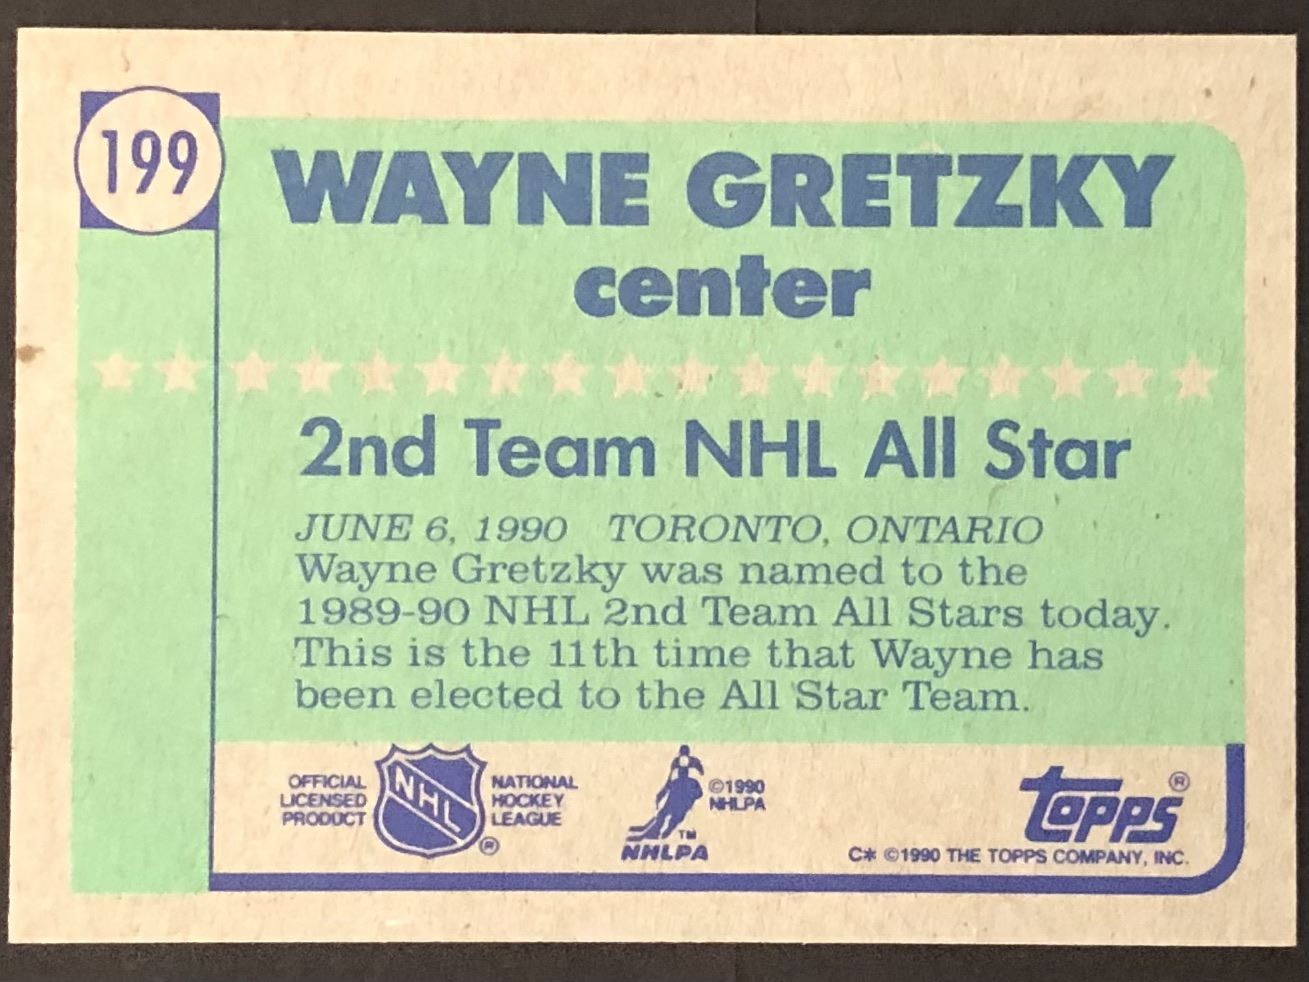 199
WAYNE GRETZKY
center
2nd Team NHL All Star
JUNE 6, 1990 TORONTO, ONTARIO
Wayne Gretzky was named to the
1989-90 NHL 2nd Team All Stars today.
This is the 11th time that Wayne has
been elected to the All Star Team.
OFFICIAL
LICENSED
PRODUCT
NHL
®
NATIONAL
HOCKEY
LEAGUE
™
NHLPA
©1990
NHLPA
topps®
C* ©1990 THE TOPPS COMPANY, INC.